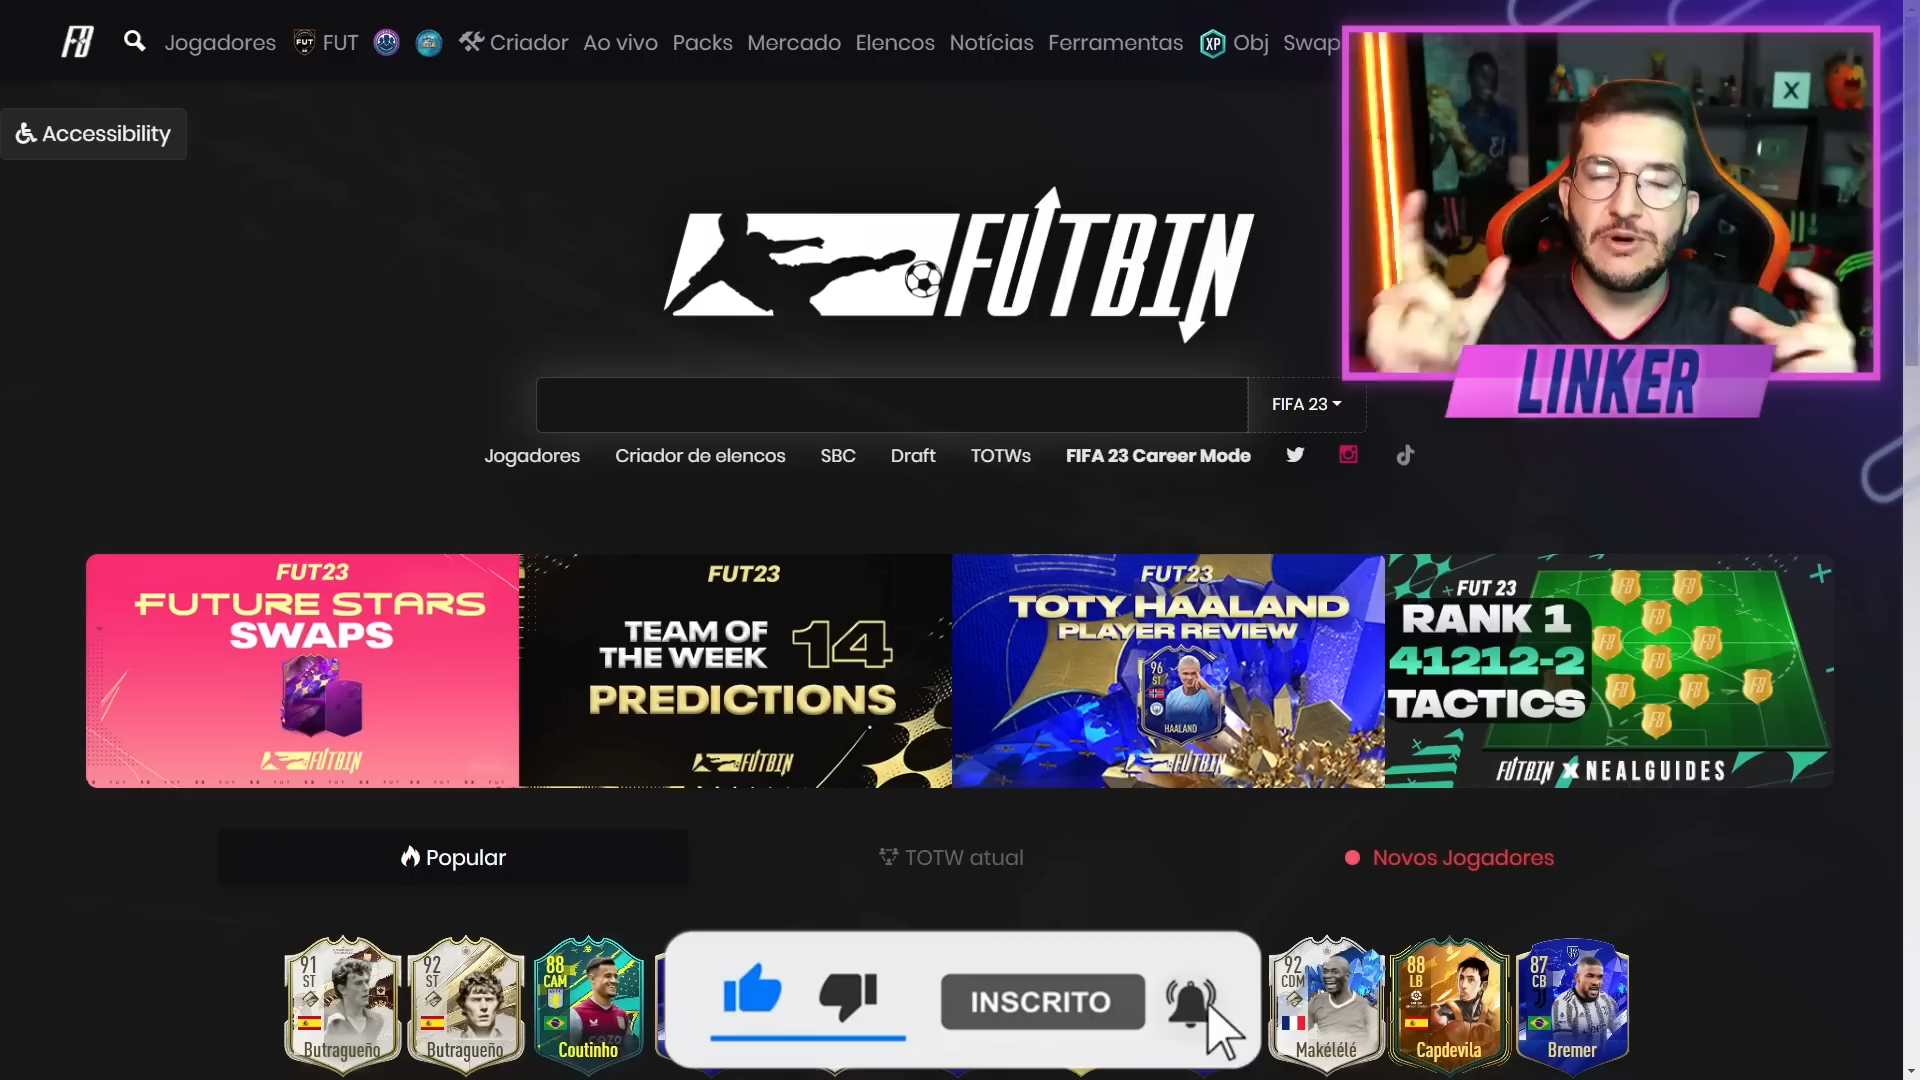 F8 Jogadores FUT Criador Ao vivo Packs Mercado Elencos Notícias Ferramentas XP Obj Swap
X
Accessibility
FUTBIN
LINKER
FIFA 23
Jogadores Criador de elencos SBC Draft TOTWs FIFA 23 Career Mode
FUT23
FUTURE STARS
SWAPS
FUTBIN
FUT23
TEAM OF
THE WEEK 14
PREDICTIONS
FUTBIN
FUT23
TOTY HAALAND
PLAYER REVIEW
96
ST
HAALAND
FUTBIN
FUT 23
RANK 1
41212-2
TACTICS
FUTBIN X NEALGUIDES
Popular TOTW atual Novos Jogadores
91
ST
Butragueño
92
ST
Butragueño
88
CAM
Coutinho
INSCRITO
92
CDM
Makélélé
88
LB
Capdevila
87
CB
Bremer